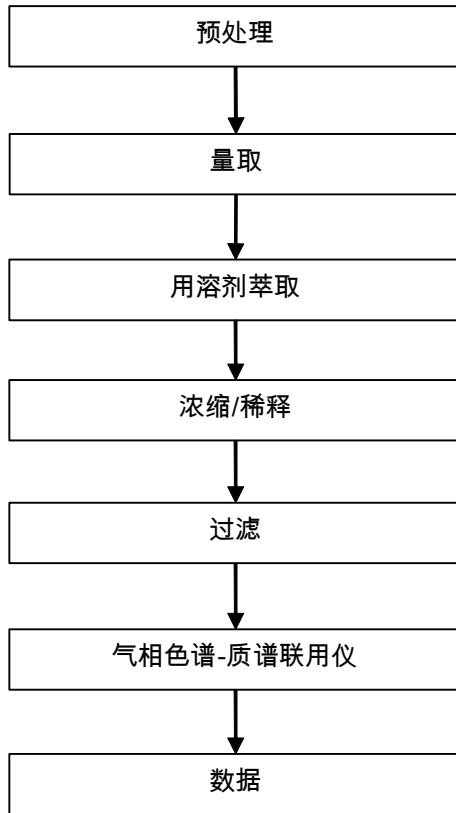 预处理
量取
用溶剂萃取
浓缩/稀释
过滤
气相色谱-质谱联用仪
数据